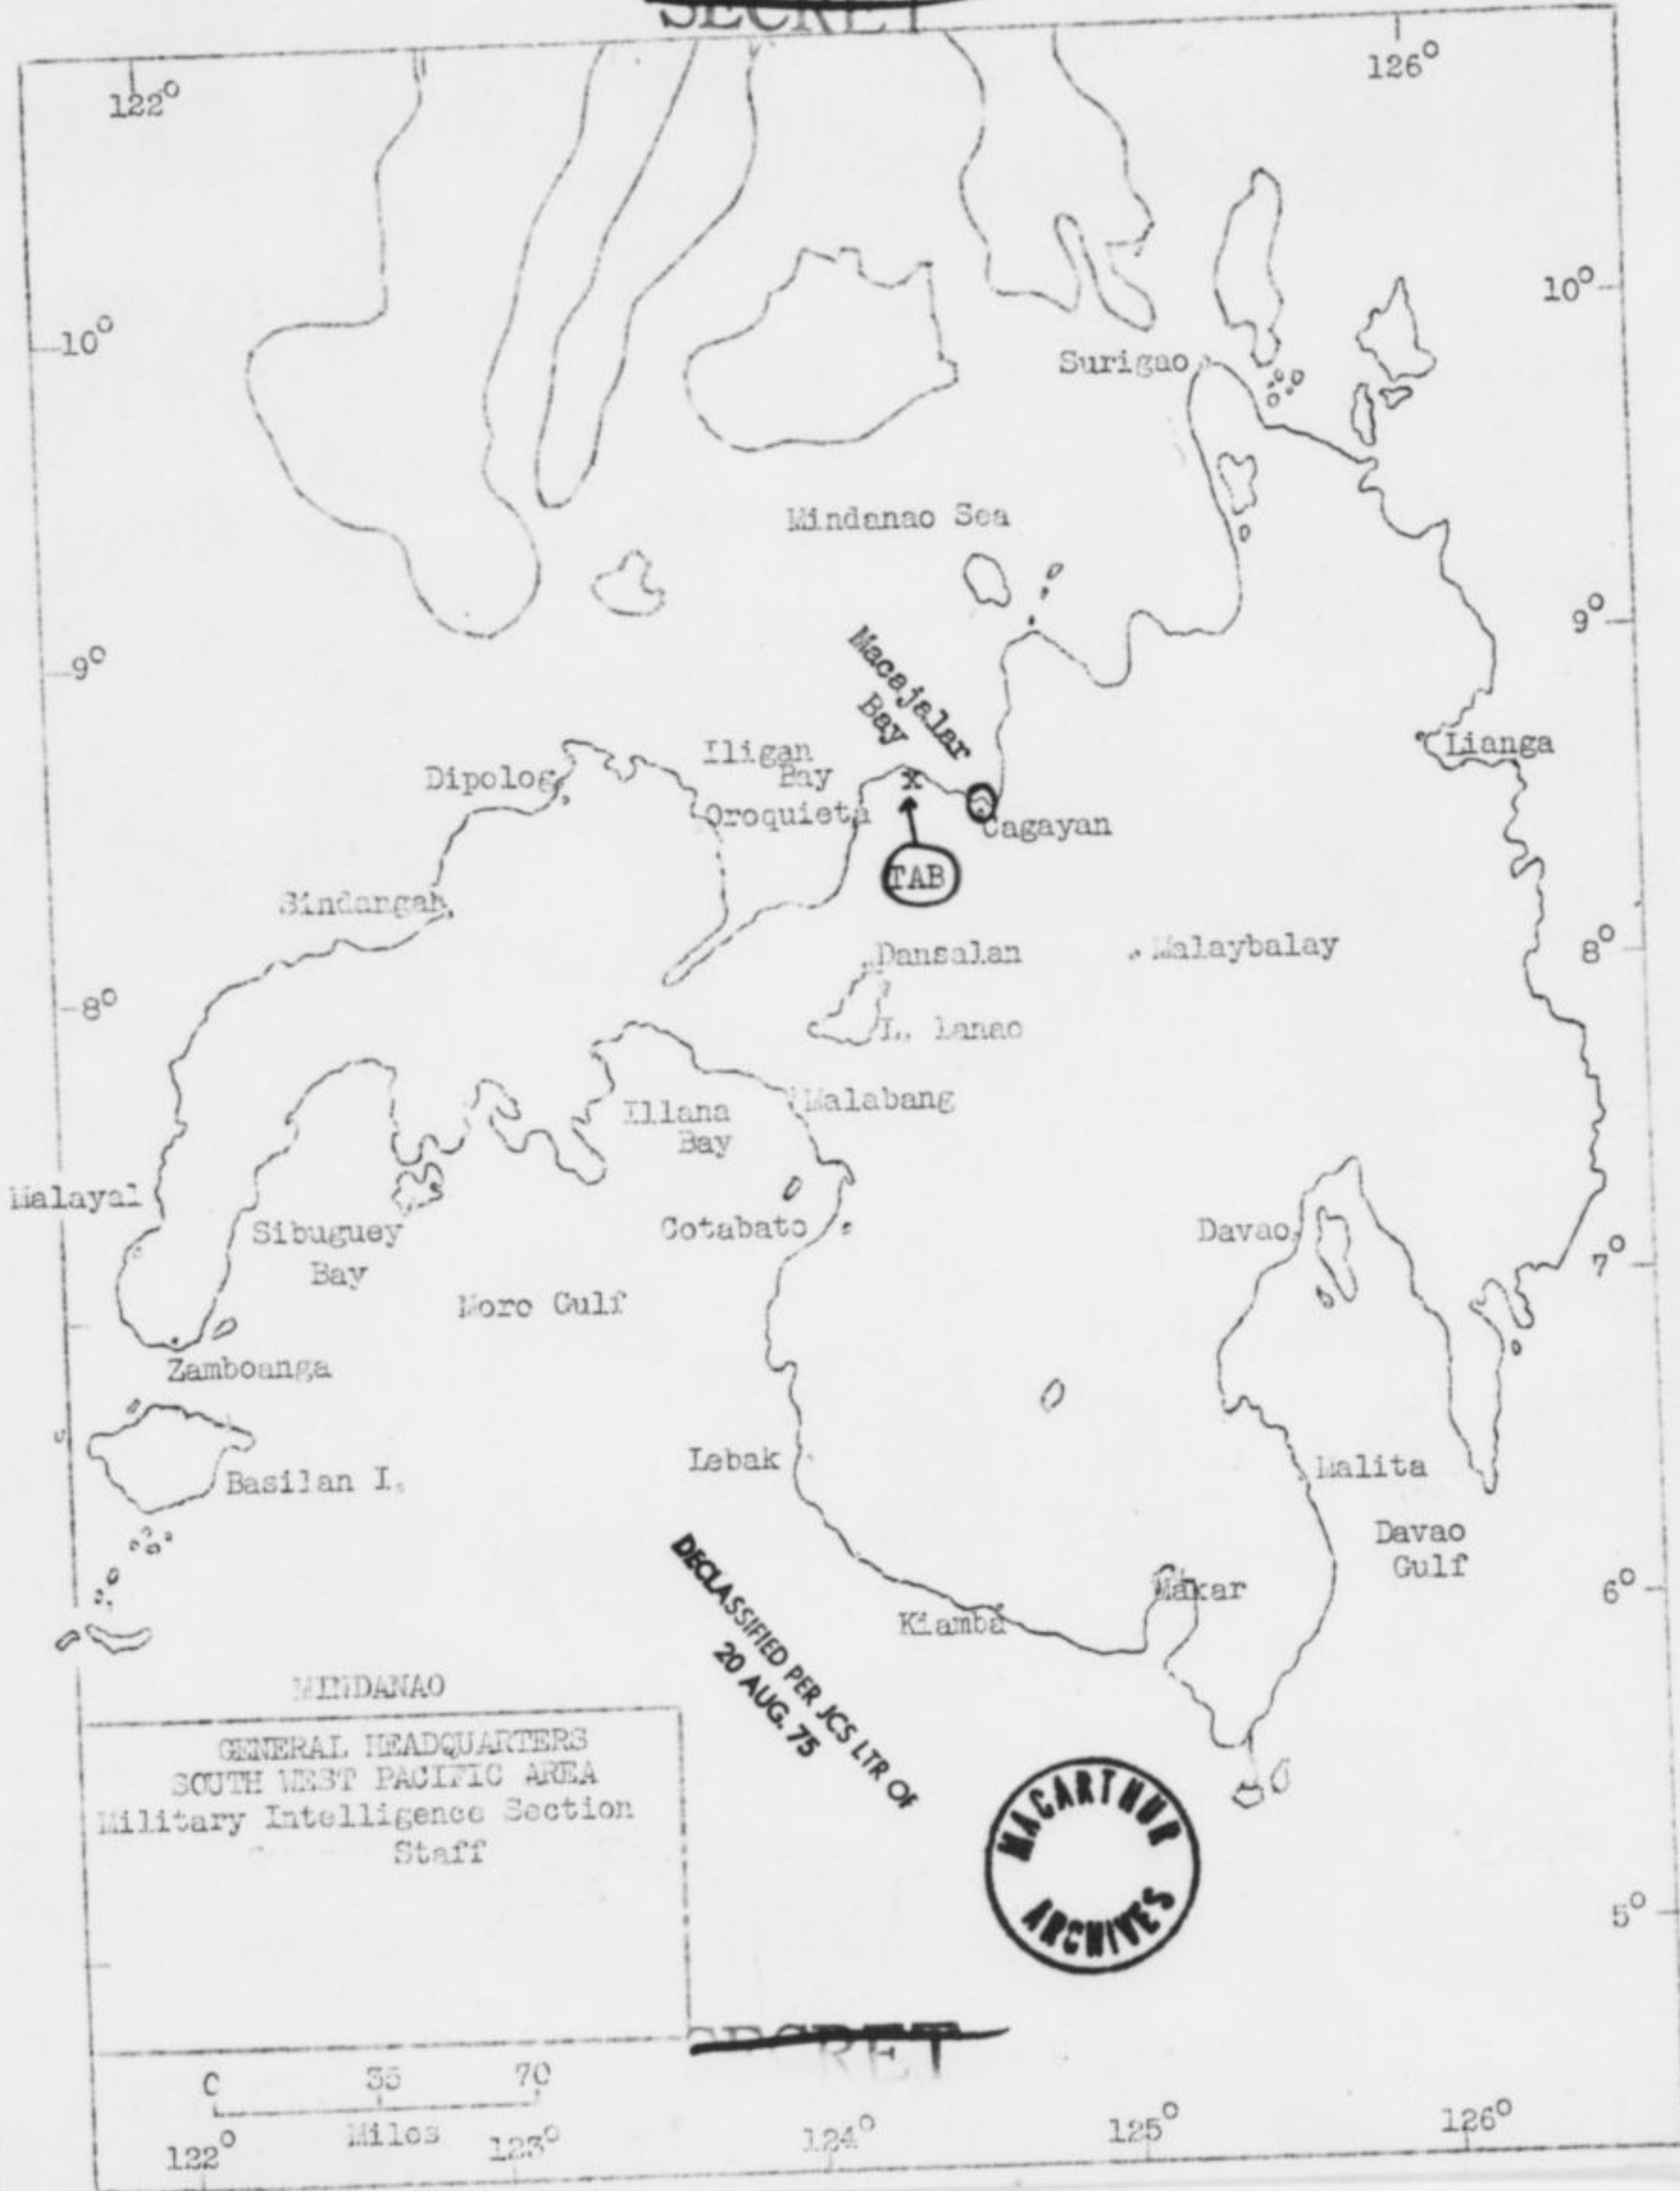 SECRET
122°
126°
10°
10°
Surigao
Mindanao Sea
9°
9°
Macajalar
Bay
Iligan
Bay
Dipolog
Lianga
Oroquieta
Cagayan
TAB
Sindangan
Dansalan
Malaybalay
8°
8°
L. Lanao
Malabang
Illana
Bay
Malayal
Sibuguey
Bay
Cotabato
Davao
7°
Moro Gulf
Zamboanga
Lebak
Malita
Basilan I.
Davao
Gulf
Makar
6°
Kiamba
DECLASSIFIED PER JCS LTR OF
20 AUG. 75
MINDANAO
GENERAL HEADQUARTERS
SOUTH WEST PACIFIC AREA
Military Intelligence Section
Staff
MACARTHUR
ARCHIVES
5°
SECRET
0 35 70
Miles
122° 123° 124° 125° 126°